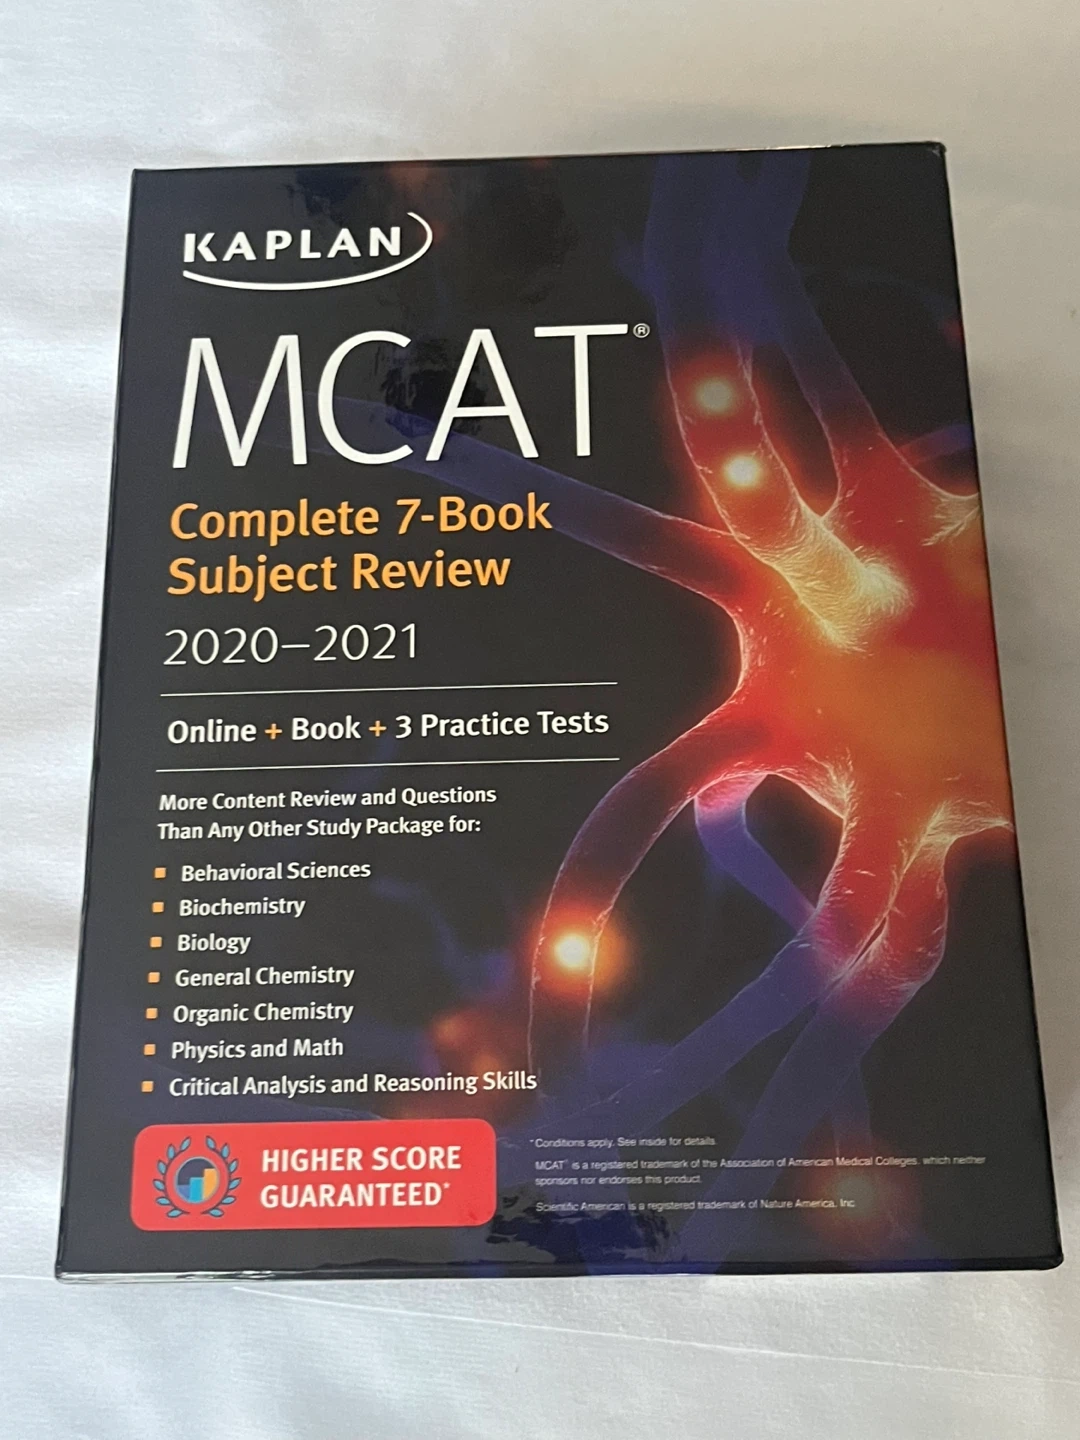 KAPLAN
MCAT®
Complete 7-Book
Subject Review
2020–2021
Online + Book + 3 Practice Tests
More Content Review and Questions
Than Any Other Study Package for:
▪ Behavioral Sciences
▪ Biochemistry
▪ Biology
▪ General Chemistry
▪ Organic Chemistry
▪ Physics and Math
▪ Critical Analysis and Reasoning Skills
HIGHER SCORE
GUARANTEED*
*Conditions apply. See inside for details.
MCAT® is a registered trademark of the Association of American Medical Colleges, which neither
sponsors nor endorses this product.
Scientific American is a registered trademark of Nature America, Inc.